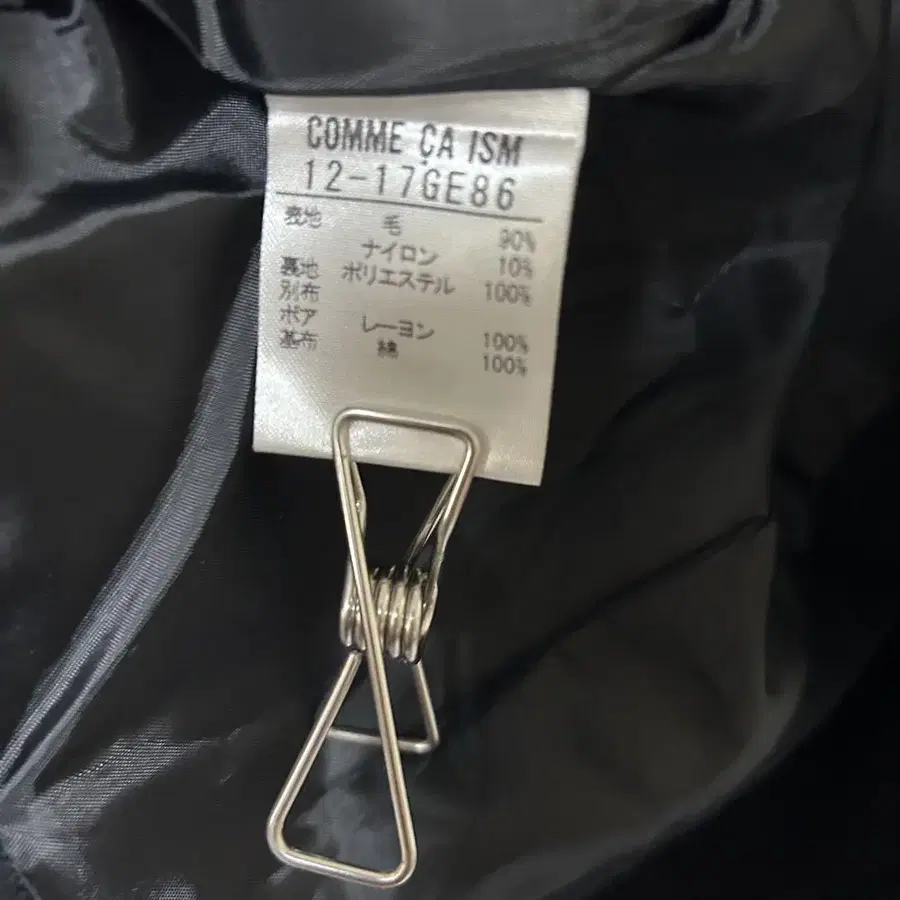 COMME ÇA ISM
12-17GE86
表地 毛 90%
ナイロン 10%
裏地 ポリエステル 100%
別布
ボア レーヨン 100%
基布 綿 100%